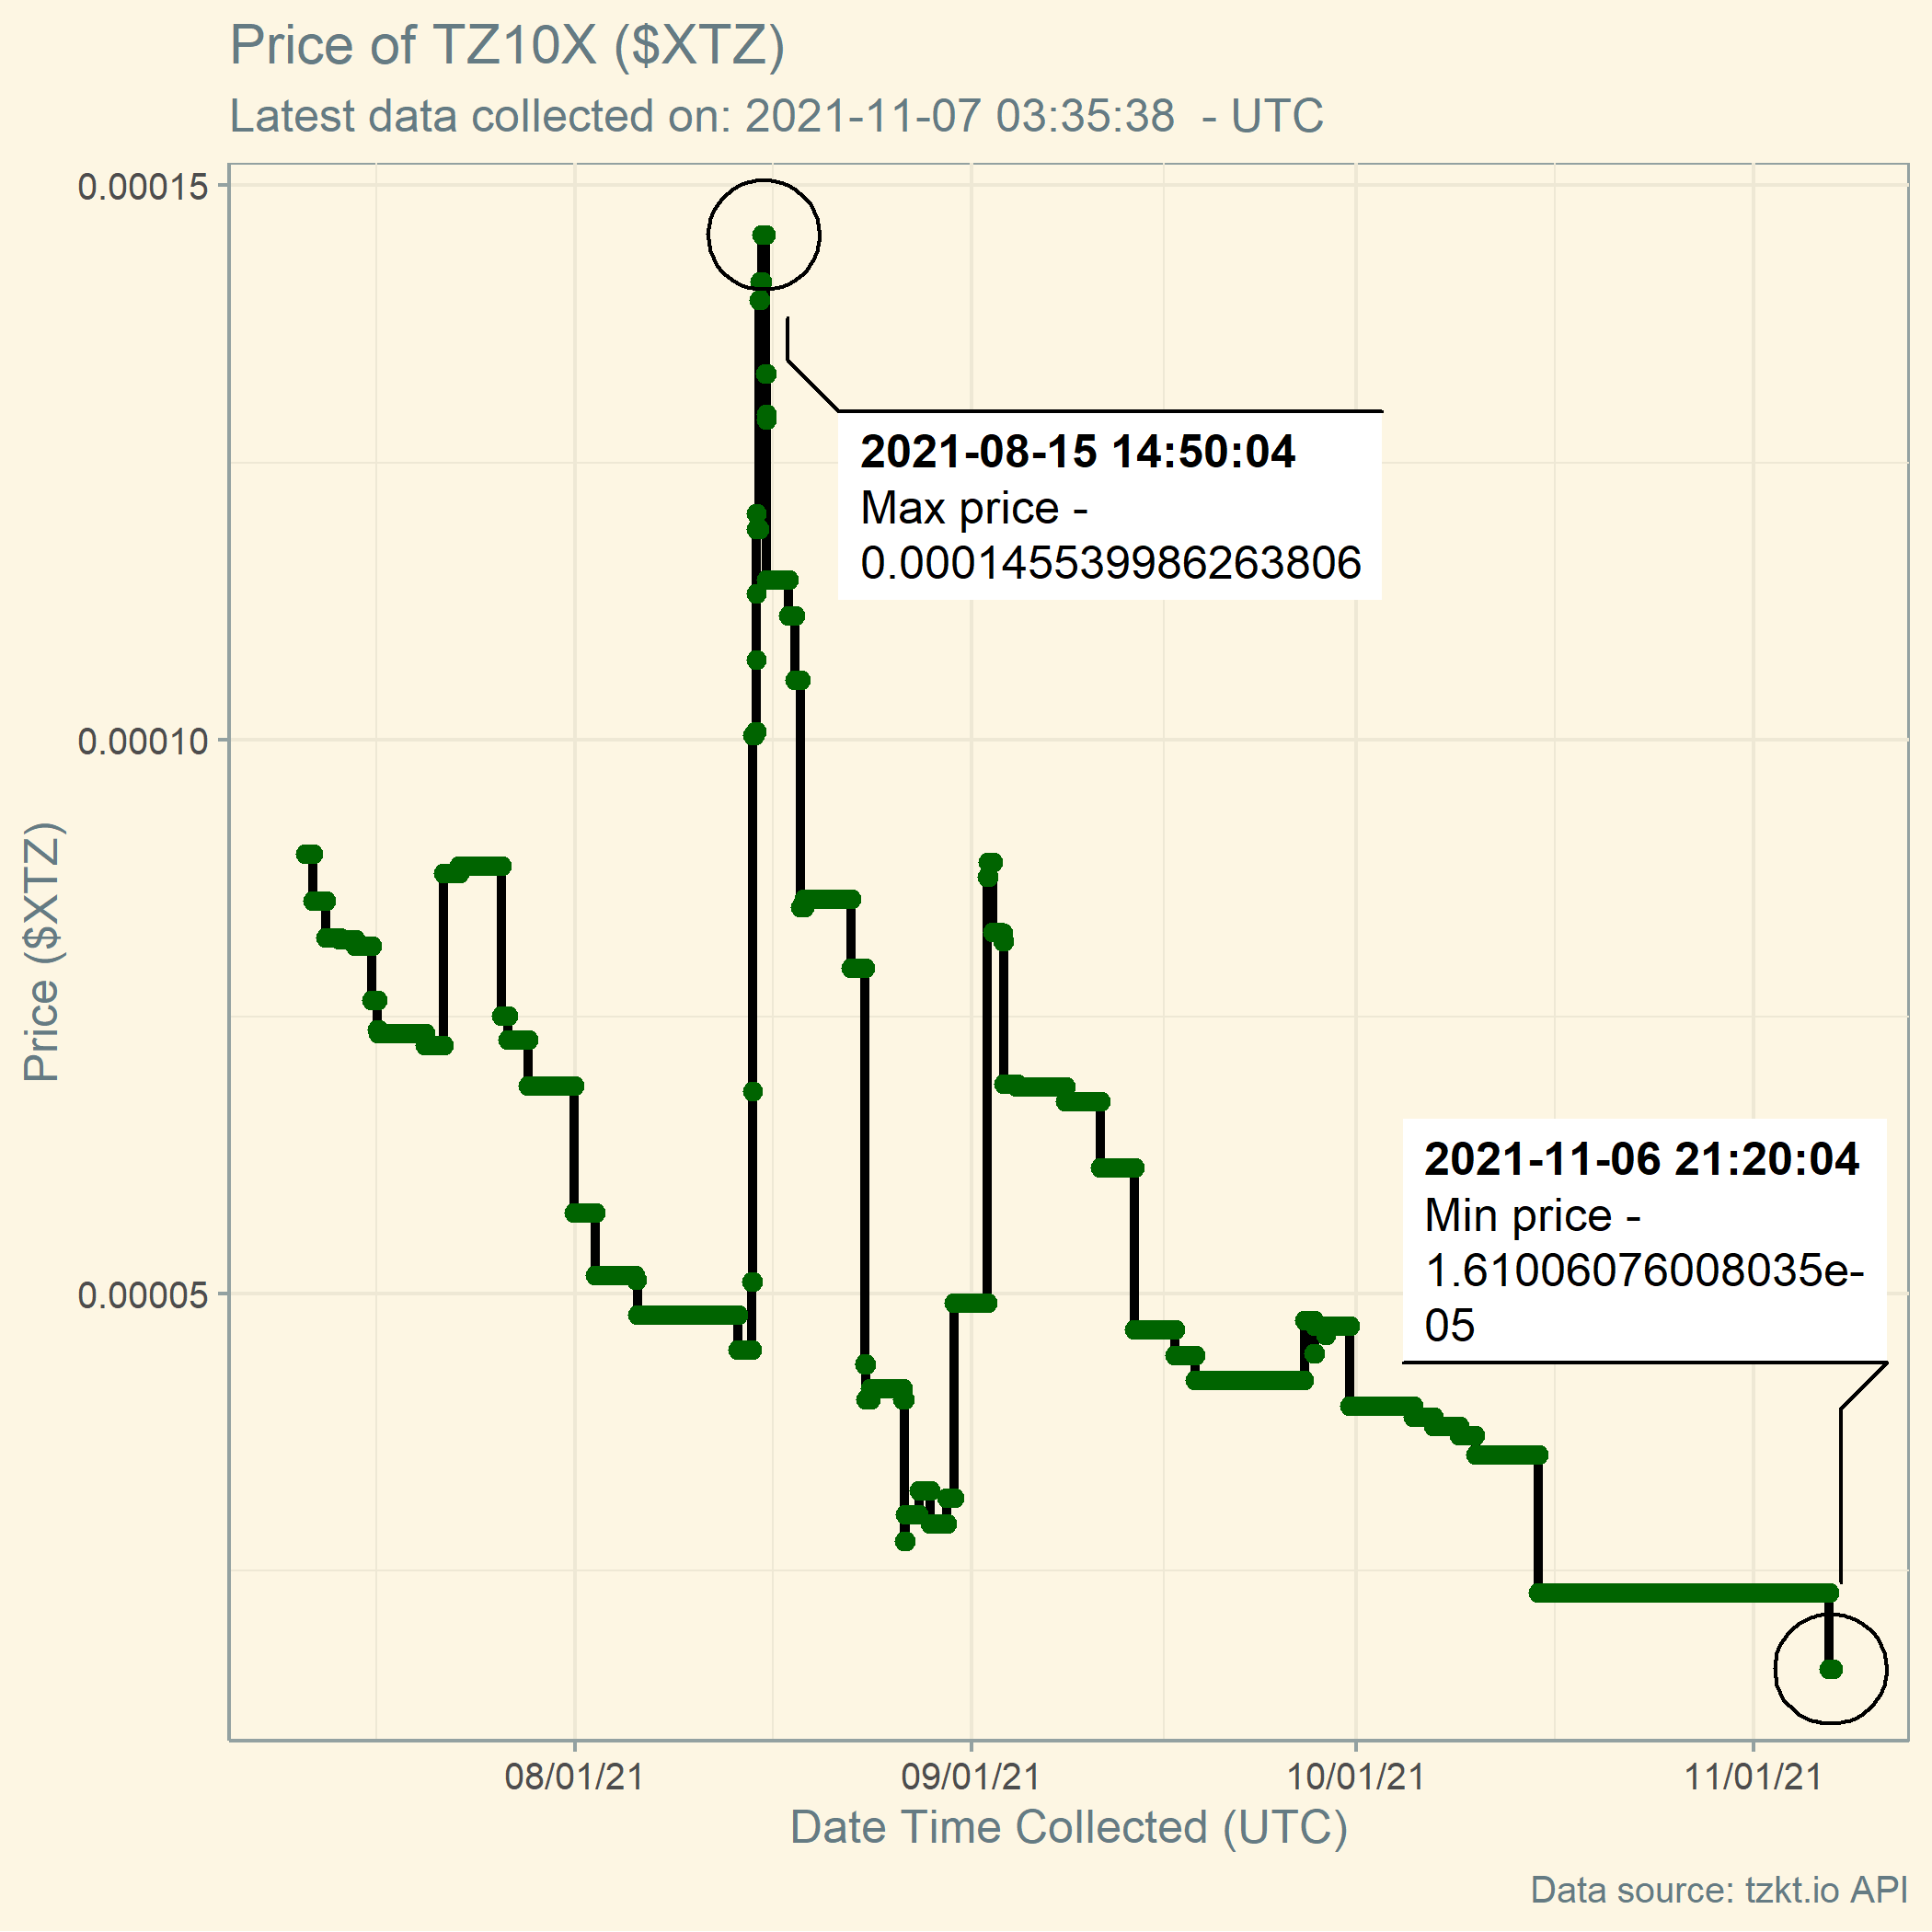 Price of TZ10X ($XTZ)
Latest data collected on: 2021-11-07 03:35:38  - UTC
0.00015
0.00010
0.00005
Price ($XTZ)
2021-08-15 14:50:04
Max price -
0.000145539986263806
2021-11-06 21:20:04
Min price -
1.61006076008035e-
05
08/01/21
09/01/21
10/01/21
11/01/21
Date Time Collected (UTC)
Data source: tzkt.io API